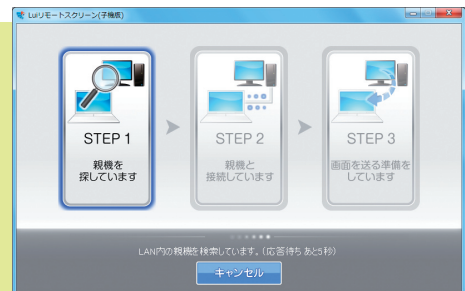 Luiリモートスクリーン(子機版)
STEP 1
親機を
探しています
STEP 2
親機と
接続しています
STEP 3
画面を送る準備を
しています
LAN内の親機を検索しています。(応答待ち あと5秒)
キャンセル